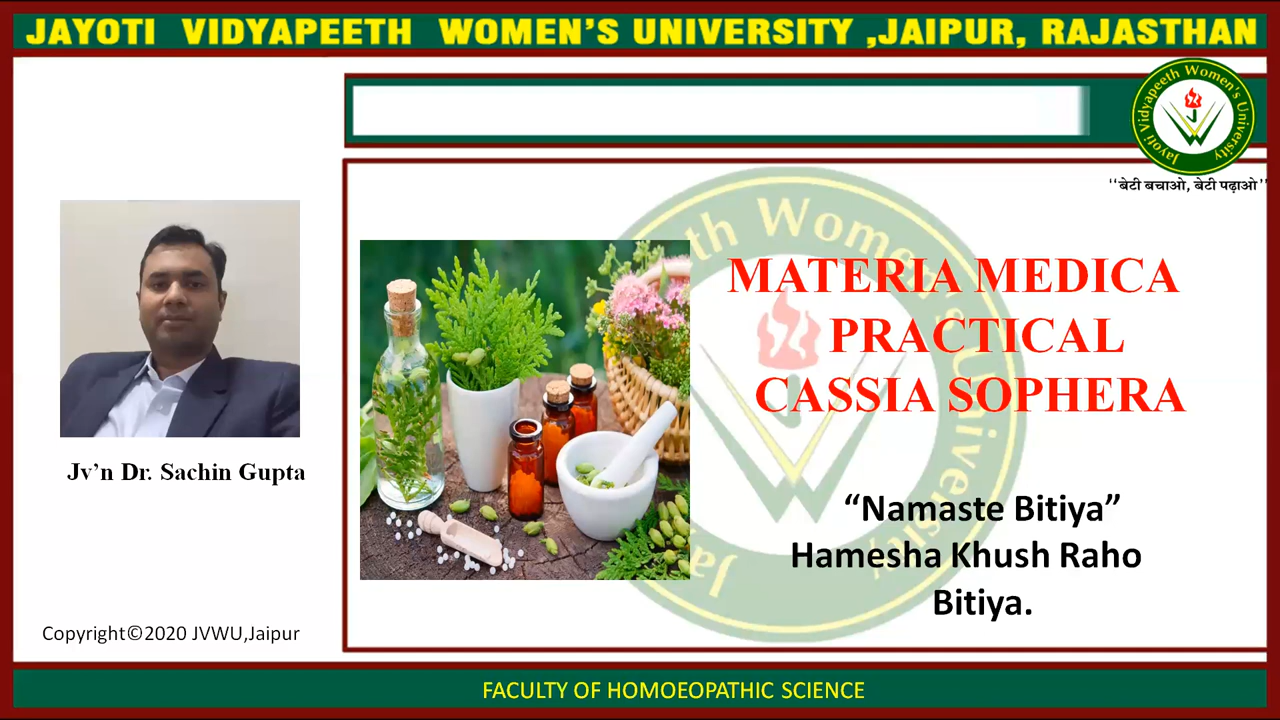 JAYOTI VIDYAPEETH WOMEN'S UNIVERSITY ,JAIPUR, RAJASTHAN
Jayoti Vidyapeeth Women's University
‘‘बेटी बचाओ, बेटी पढ़ाओ’’
MATERIA MEDICA
PRACTICAL
CASSIA SOPHERA
Jv’n Dr. Sachin Gupta
“Namaste Bitiya”
Hamesha Khush Raho
Bitiya.
Copyright©2020 JVWU,Jaipur
FACULTY OF HOMOEOPATHIC SCIENCE